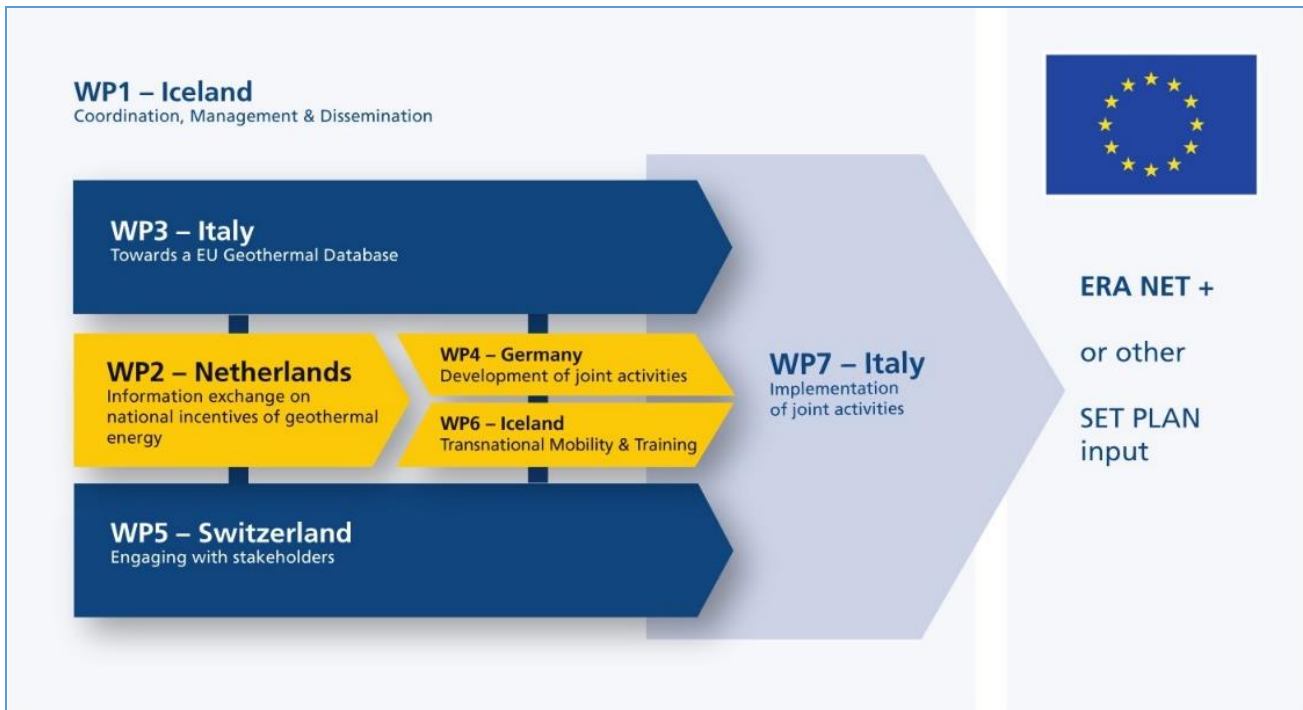 WP1 – Iceland
Coordination, Management & Dissemination
WP3 – Italy
Towards a EU Geothermal Database
WP2 – Netherlands
Information exchange on
national incentives of geothermal
energy
WP4 – Germany
Development of joint activities
WP6 – Iceland
Transnational Mobility & Training
WP5 – Switzerland
Engaging with stakeholders
WP7 – Italy
Implementation
of joint activities
ERA NET +
or other
SET PLAN
input